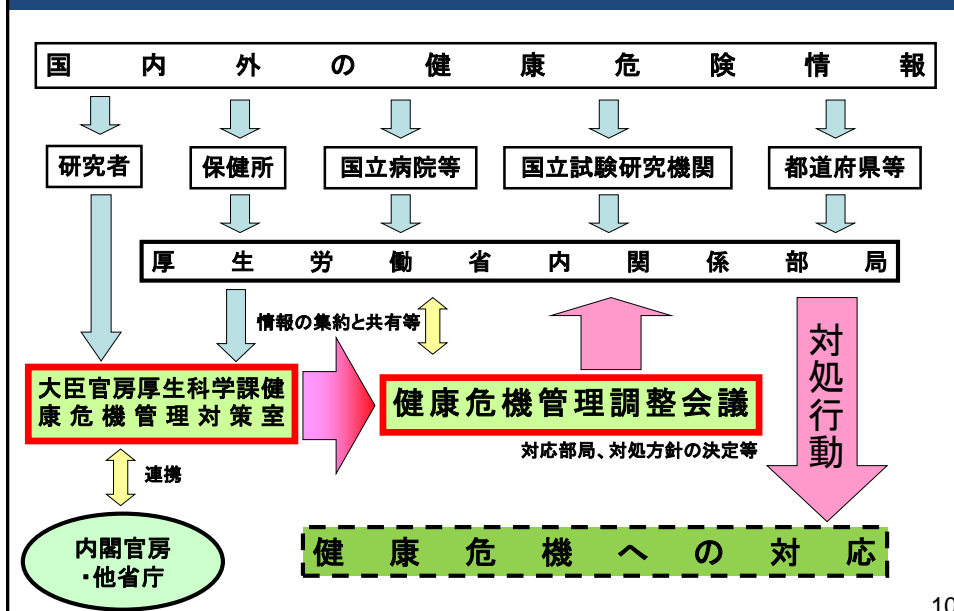 国内外の健康危険情報
研究者
保健所
国立病院等
国立試験研究機関
都道府県等
厚生労働省内関係部局
情報の集約と共有等
対処行動
大臣官房厚生科学課健
康危機管理対策室
健康危機管理調整会議
対応部局、対処方針の決定等
連携
内閣官房
・他省庁
健康危機への対応
10